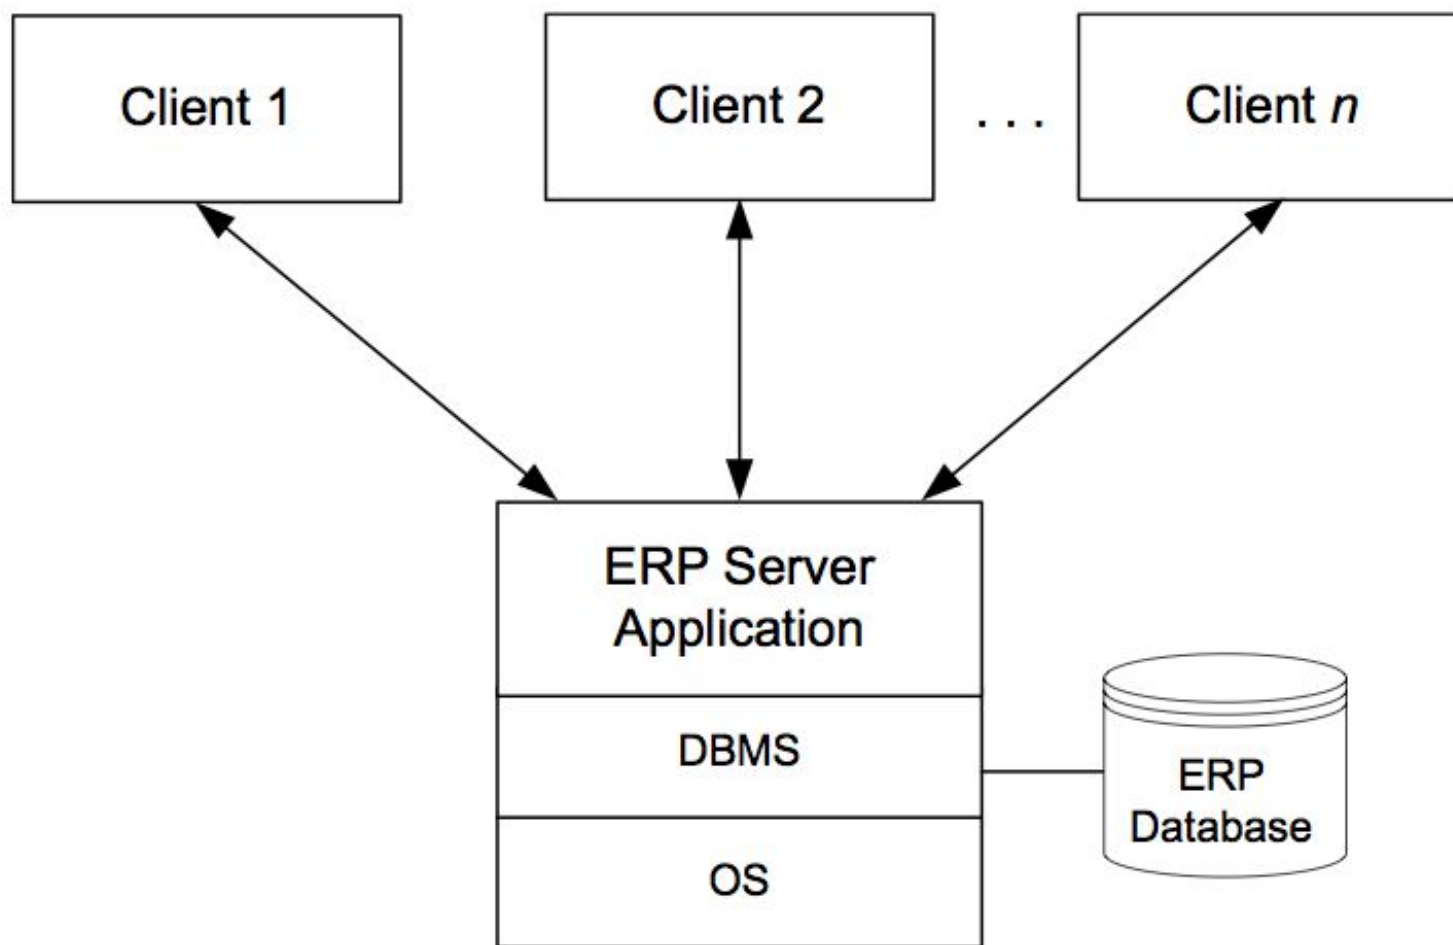 Client 1
Client 2
. . .
Client n
ERP Server
Application
DBMS
ERP
Database
OS